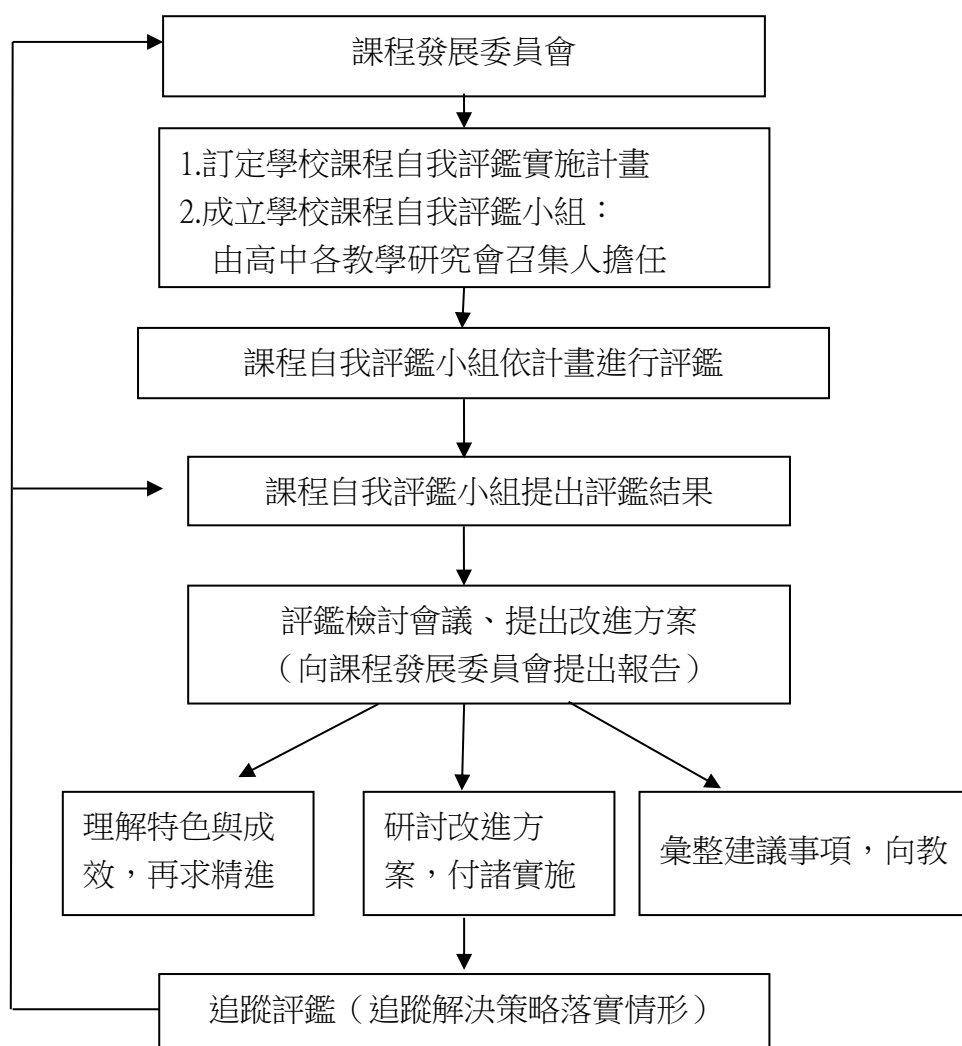 課程發展委員會
1.訂定學校課程自我評鑑實施計畫
2.成立學校課程自我評鑑小組：
由高中各教學研究會召集人擔任
課程自我評鑑小組依計畫進行評鑑
課程自我評鑑小組提出評鑑結果
評鑑檢討會議、提出改進方案
（向課程發展委員會提出報告）
理解特色與成
效，再求精進
研討改進方
案，付諸實施
彙整建議事項，向教
追蹤評鑑（追蹤解決策略落實情形）